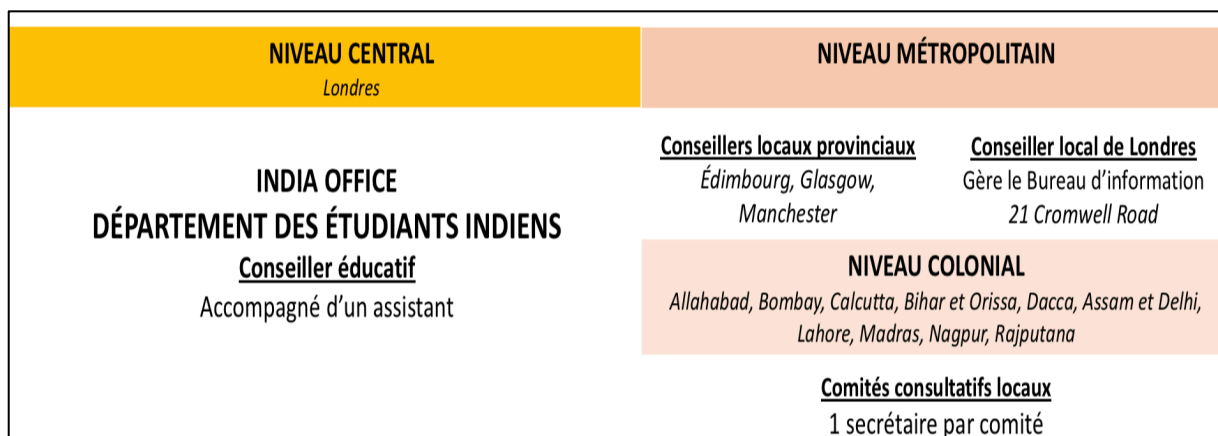 NIVEAU CENTRAL
Londres
INDIA OFFICE
DÉPARTEMENT DES ÉTUDIANTS INDIENS
Conseiller éducatif
Accompagné d'un assistant
NIVEAU MÉTROPOLITAIN
Conseillers locaux provinciaux
Édimbourg, Glasgow,
Manchester
Conseiller local de Londres
Gère le Bureau d'information
21 Cromwell Road
NIVEAU COLONIAL
Allahabad, Bombay, Calcutta, Bihar et Orissa, Dacca, Assam et Delhi,
Lahore, Madras, Nagpur, Rajputana
Comités consultatifs locaux
1 secrétaire par comité